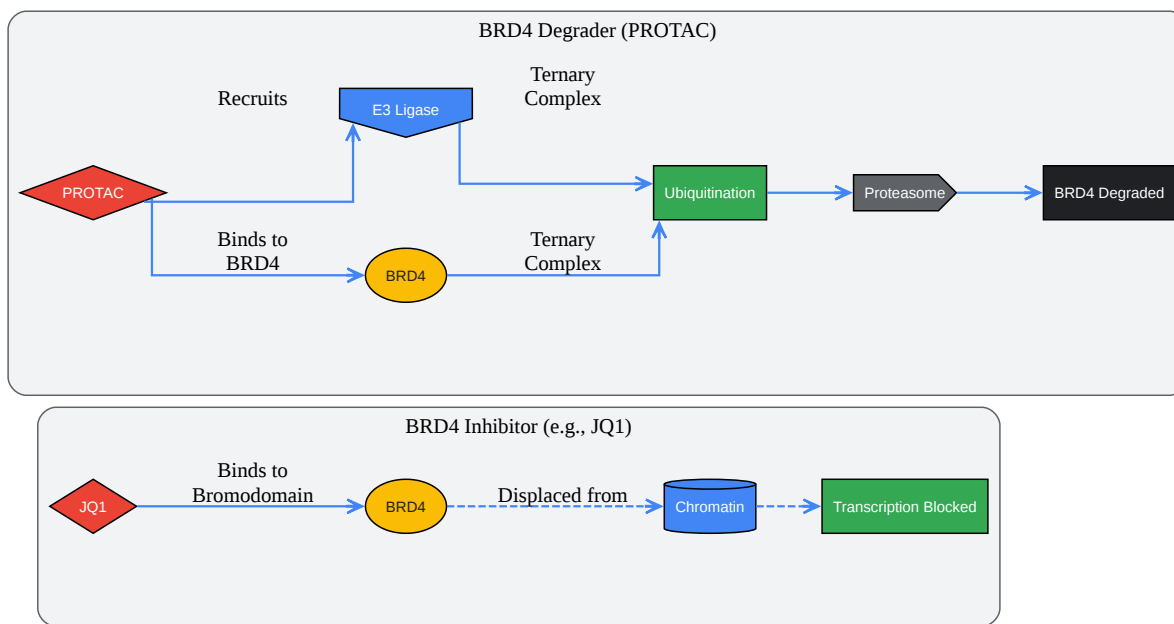 BRD4 Degrader (PROTAC)
Recruits
E3 Ligase
Ternary
Complex
PROTAC
Ubiquitination
Proteasome
BRD4 Degraded
Binds to
BRD4
BRD4
Ternary
Complex
BRD4 Inhibitor (e.g., JQ1)
JQ1
Binds to
Bromodomain
BRD4
Displaced from
Chromatin
Transcription Blocked